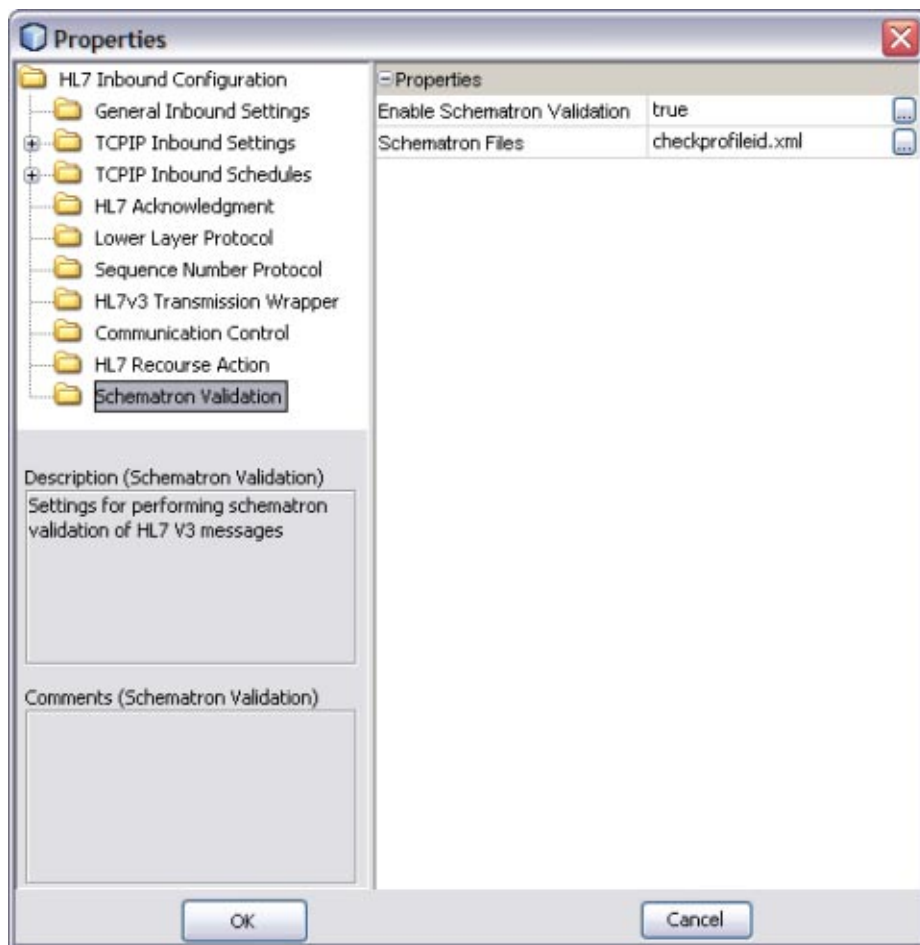 Properties
HL7 Inbound Configuration
General Inbound Settings
TCPIP Inbound Settings
TCPIP Inbound Schedules
HL7 Acknowledgment
Lower Layer Protocol
Sequence Number Protocol
HL7v3 Transmission Wrapper
Communication Control
HL7 Recourse Action
Schematron Validation
Description (Schematron Validation)
Settings for performing schematron
validation of HL7 V3 messages
Comments (Schematron Validation)
Properties
Enable Schematron Validation true ...
Schematron Files checkprofileid.xml ...
OK Cancel